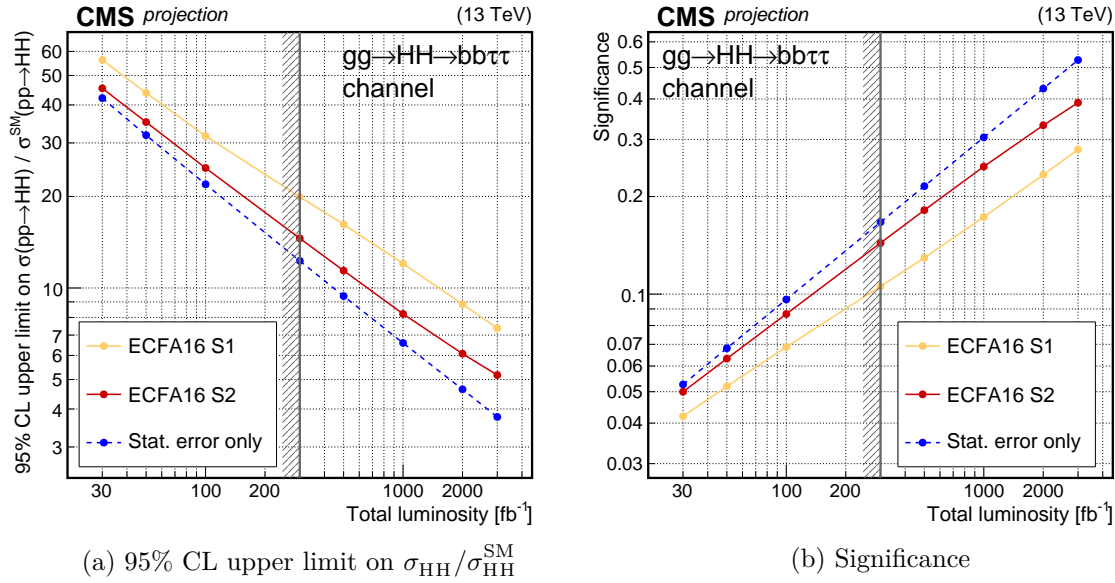 CMS projection (13 TeV)
95% CL upper limit on σ(pp→HH) / σ^SM(pp→HH)
gg→HH→bbττ
channel
60
50
40
30
20
10
7
6
5
4
3
ECFA16 S1
ECFA16 S2
Stat. error only
30 100 200 1000 2000
Total luminosity [fb⁻¹]
(a) 95% CL upper limit on σ_HH/σ_HH^SM
CMS projection (13 TeV)
Significance
gg→HH→bbττ
channel
0.6
0.5
0.4
0.3
0.2
0.1
0.07
0.06
0.05
0.04
0.03
ECFA16 S1
ECFA16 S2
Stat. error only
30 100 200 1000 2000
Total luminosity [fb⁻¹]
(b) Significance